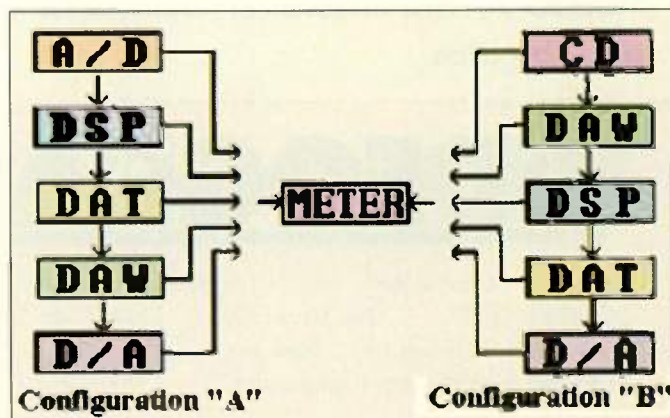 A/D
DSP
DAT
DAW
D/A
Configuration "A"
METER
CD
DAW
DSP
DAT
D/A
Configuration "B"